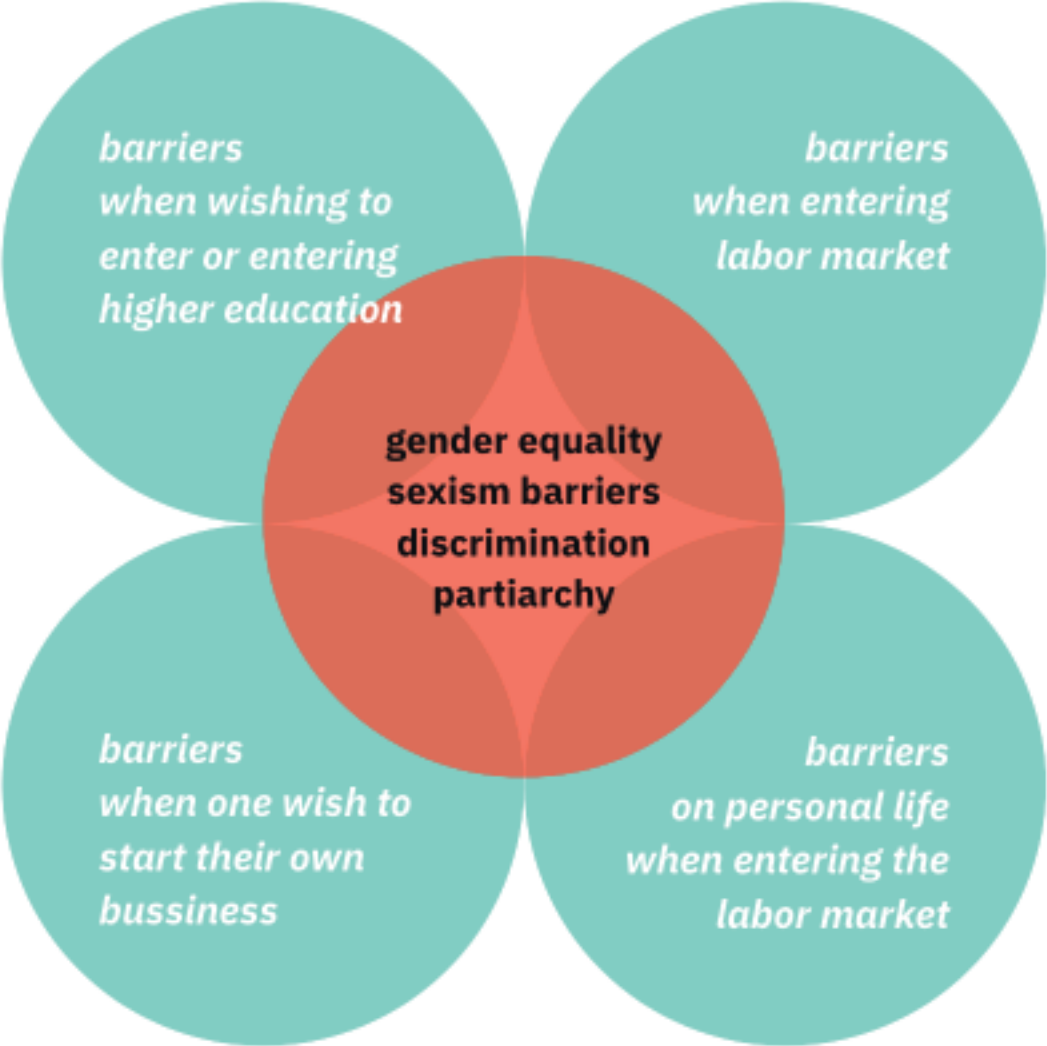 barriers
when wishing to
enter or entering
higher education
barriers
when entering
labor market
gender equality
sexism barriers
discrimination
partiarchy
barriers
when one wish to
start their own
bussiness
barriers
on personal life
when entering the
labor market